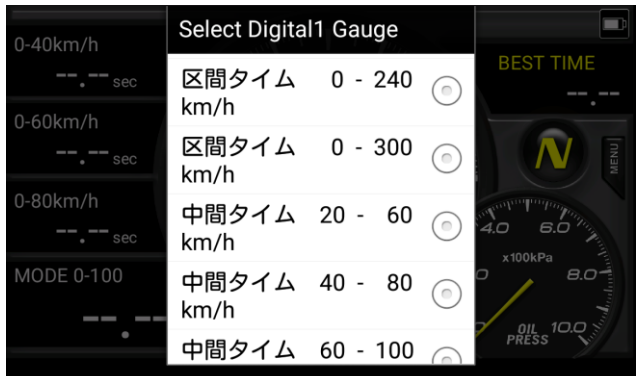 0-40km/h
--.-- sec
0-60km/h
--.-- sec
0-80km/h
--.-- sec
MODE 0-100
--.--
Select Digital1 Gauge
区間タイム 0 - 240
km/h
区間タイム 0 - 300
km/h
中間タイム 20 - 60
km/h
中間タイム 40 - 80
km/h
中間タイム 60 - 100
BEST TIME
--.--
N
MENU
4.0 6.0
x100kPa
8.0
10.0
OIL
PRESS